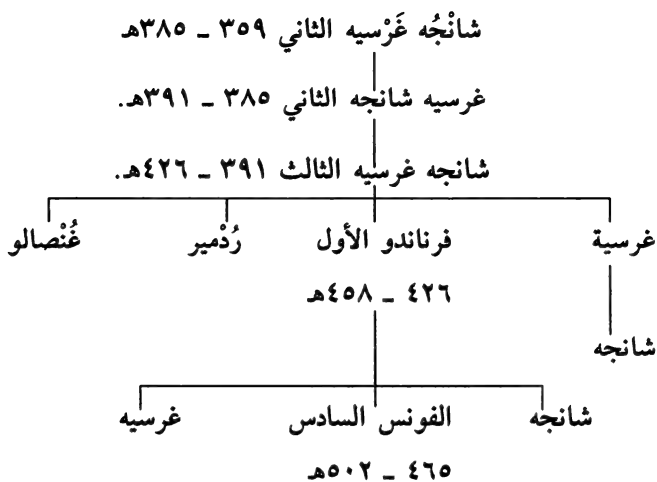 شانْجُه غَرْسيه الثاني ٣٥٩ ـ ٣٨٥هـ
غرسيه شانجه الثاني ٣٨٥ ـ ٣٩١هـ.
شانجه غرسيه الثالث ٣٩١ ـ ٤٢٦هـ.
غرسية فرناندو الأول رُدْمير غُنْصالو
٤٢٦ ـ ٤٥٨هـ
شانجه
شانجه الفونس السادس غرسيه
٤٦٥ ـ ٥٠٢هـ